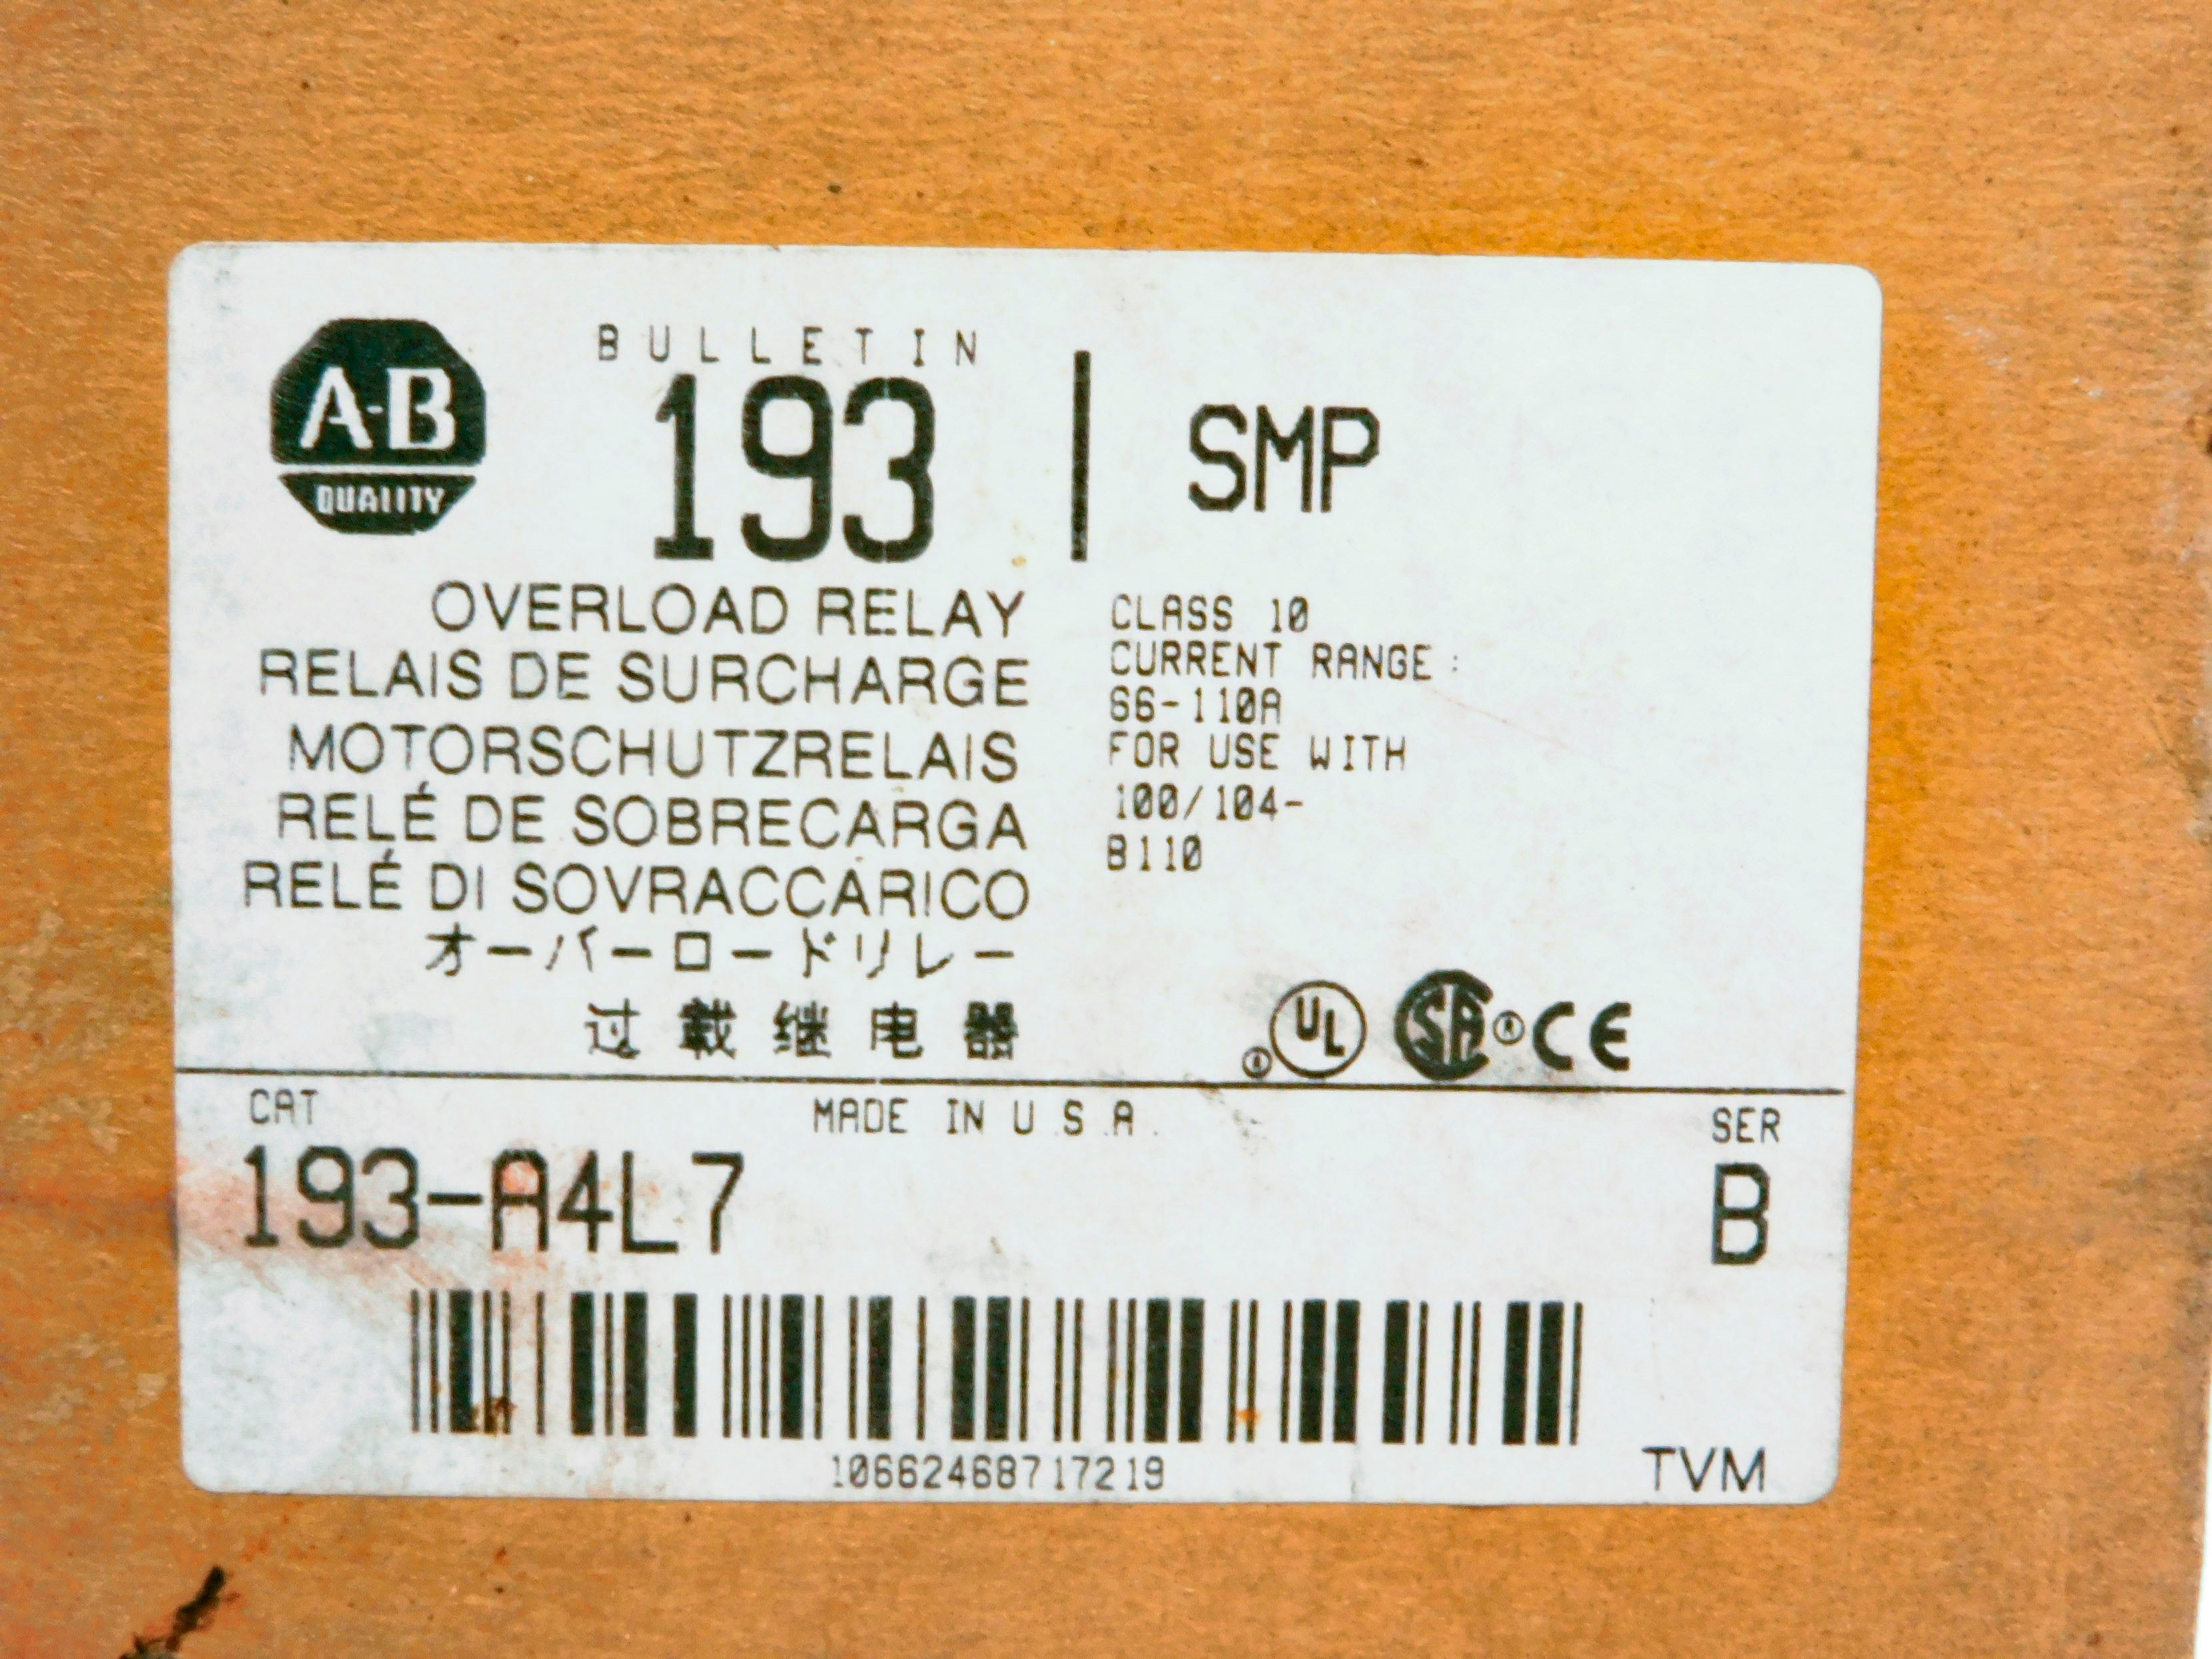 A-B
QUALITY
BULLETIN
193
SMP
OVERLOAD RELAY
RELAIS DE SURCHARGE
MOTORSCHUTZRELAIS
RELÉ DE SOBRECARGA
RELÉ DI SOVRACCARICO
オーバーロードリレー
过載继电器
CLASS 10
CURRENT RANGE:
66-110A
FOR USE WITH
100/104-
B110
® UL SA ® CE
CAT
MADE IN U.S.A.
SER
193-A4L7
B
10662468717219
TVM